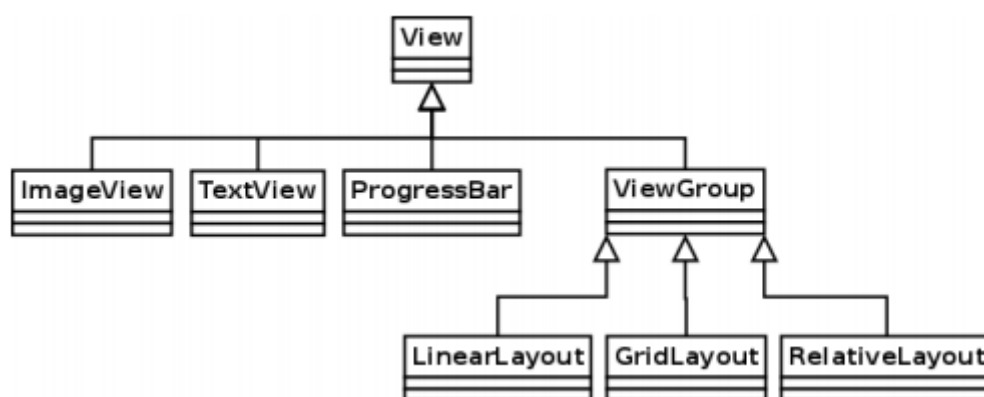 View
ImageView
TextView
ProgressBar
ViewGroup
LinearLayout
GridLayout
RelativeLayout